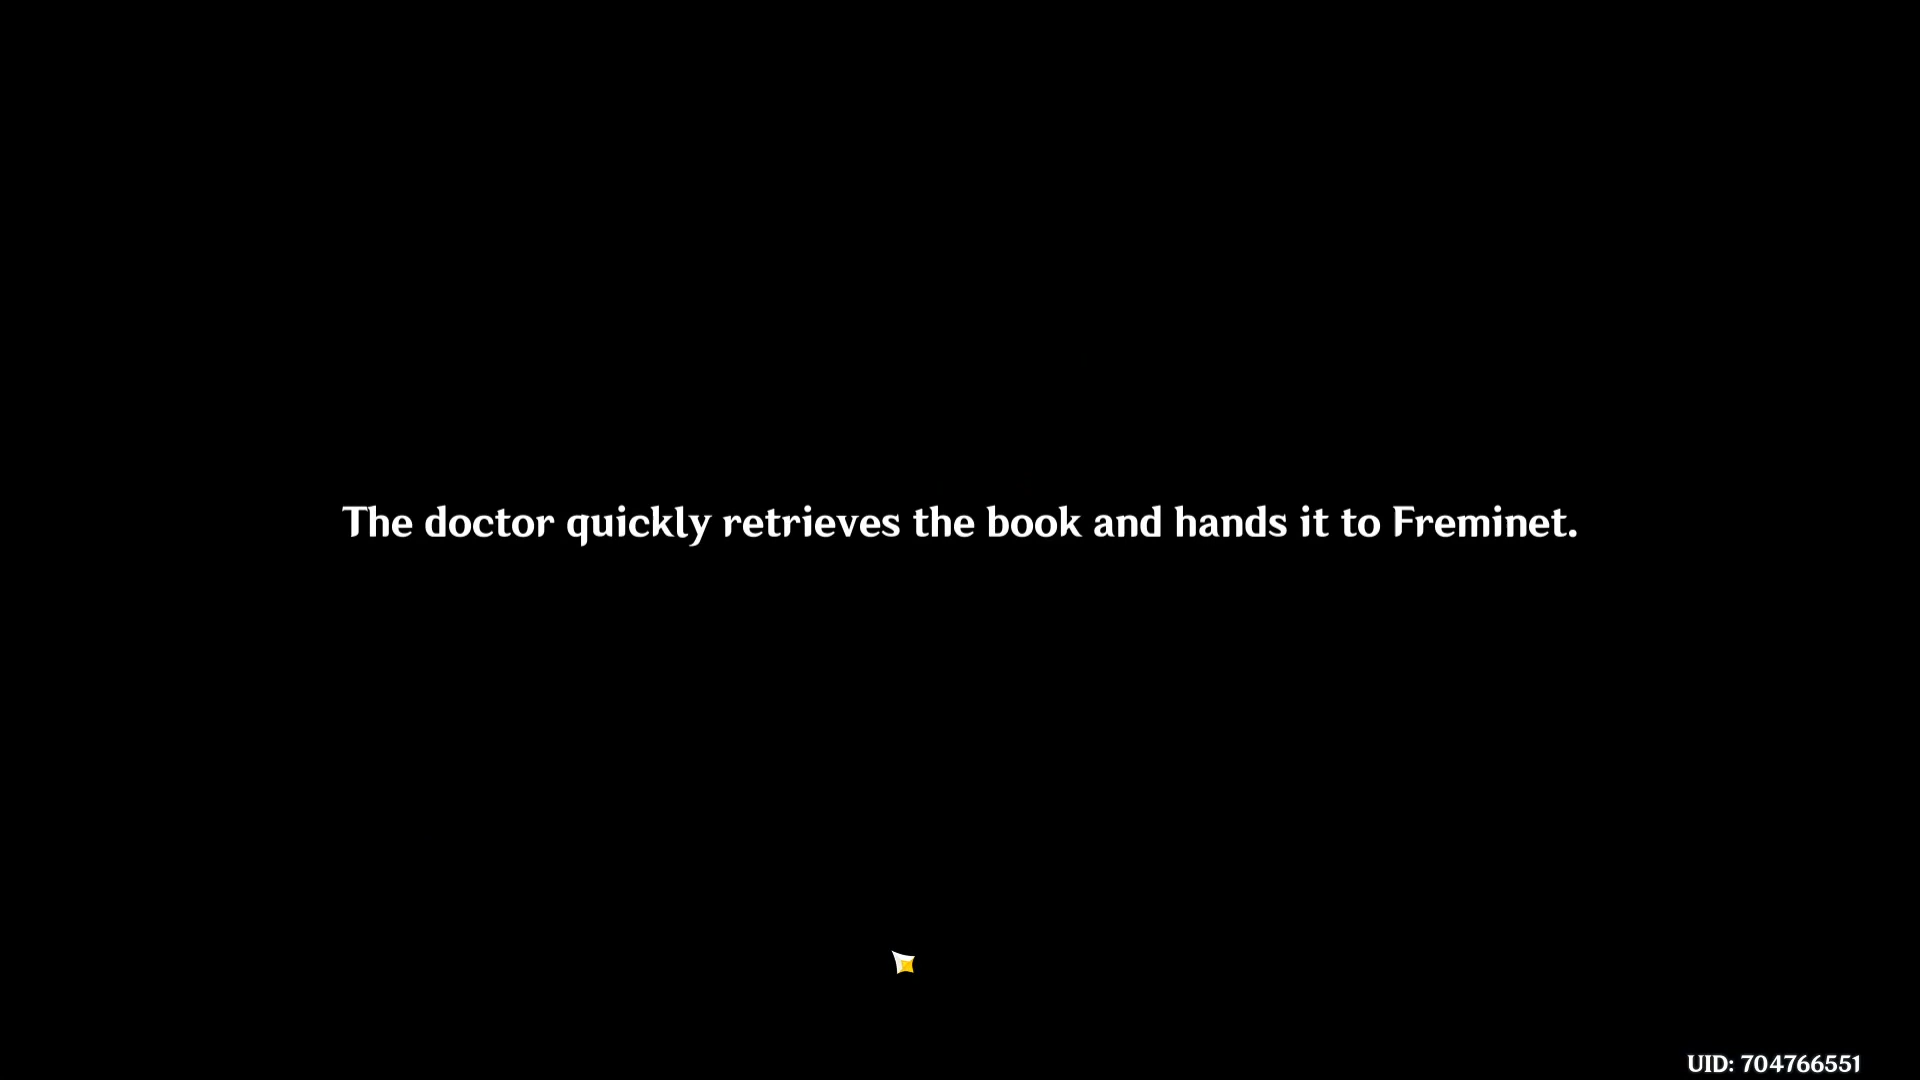 The doctor quickly retrieves the book and hands it to Freminet.
UID: 704766551